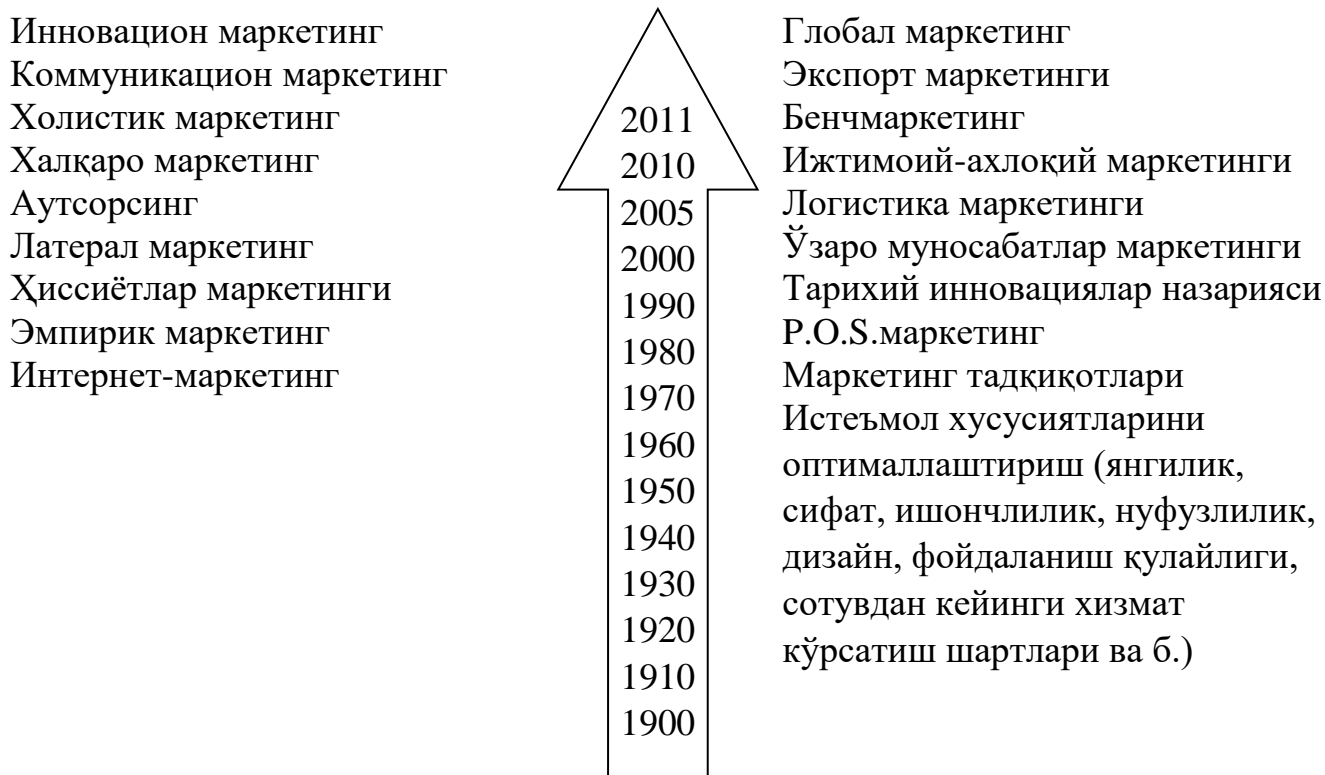 Инновацион маркетинг
Коммуникацион маркетинг
Холистик маркетинг
Халқаро маркетинг
Аутсорсинг
Латерал маркетинг
Ҳиссиётлар маркетинги
Эмпирик маркетинг
Интернет-маркетинг
2011
2010
2005
2000
1990
1980
1970
1960
1950
1940
1930
1920
1910
1900
Глобал маркетинг
Экспорт маркетинги
Бенчмаркетинг
Ижтимоий-ахлоқий маркетинги
Логистика маркетинги
Ўзаро муносабатлар маркетинги
Тарихий инновациялар назарияси
P.O.S.маркетинг
Маркетинг тадқиқотлари
Истеъмол хусусиятларини
оптималлаштириш (янгилик,
сифат, ишончлилик, нуфузлилик,
дизайн, фойдаланиш қулайлиги,
сотувдан кейинги хизмат
кўрсатиш шартлари ва б.)